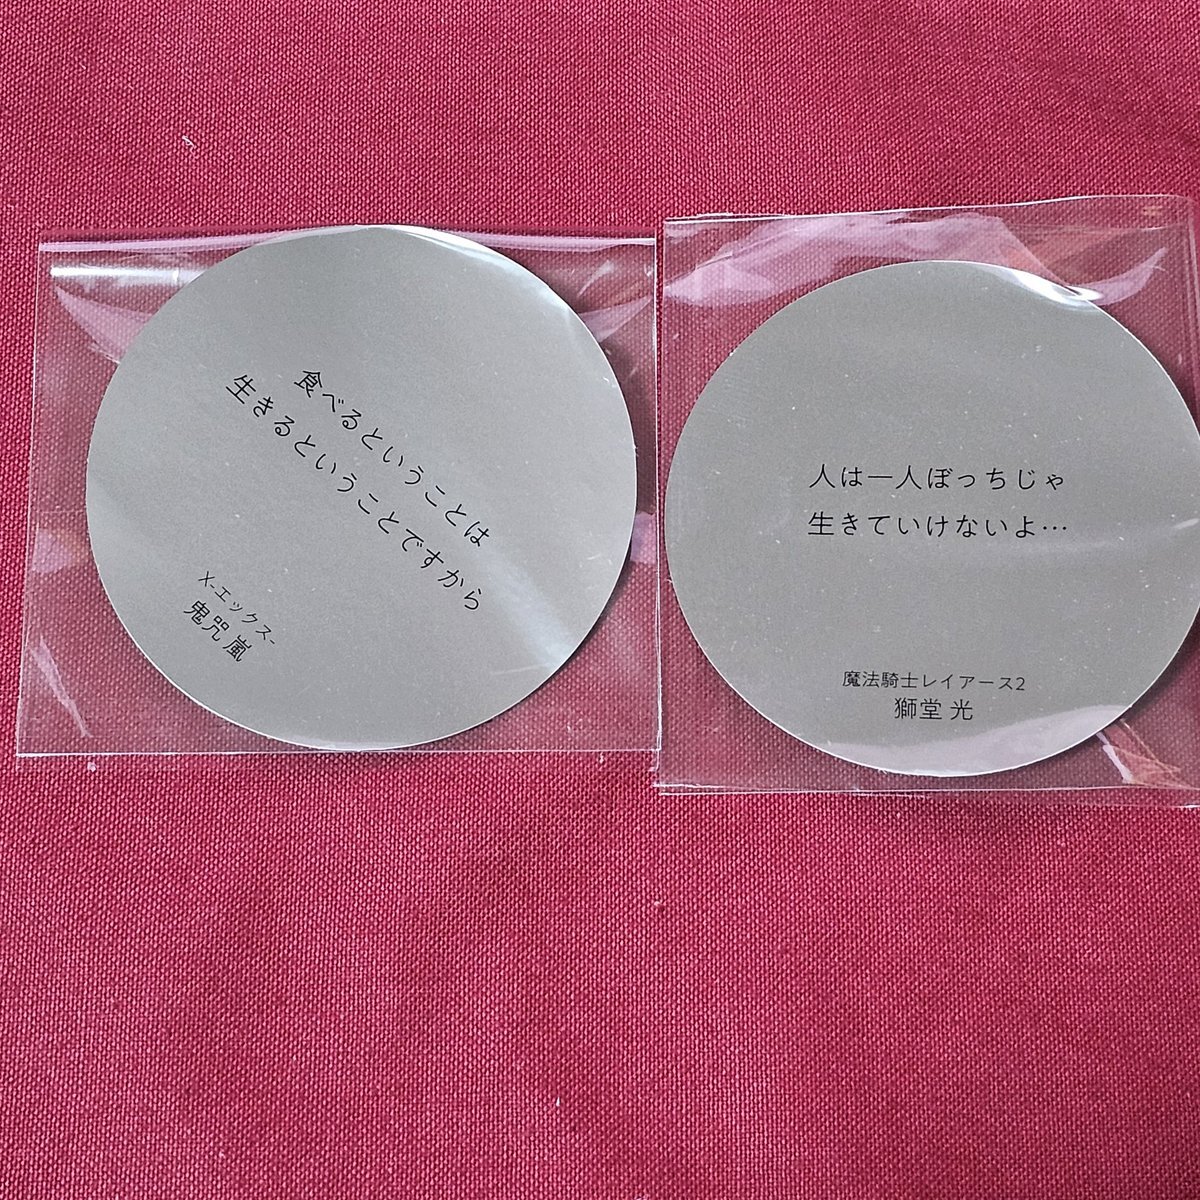 食べるということは
生きるということですから
X-エックス-
鬼咒 嵐
人は一人ぼっちじゃ
生きていけないよ…
魔法騎士レイアース2
獅堂 光